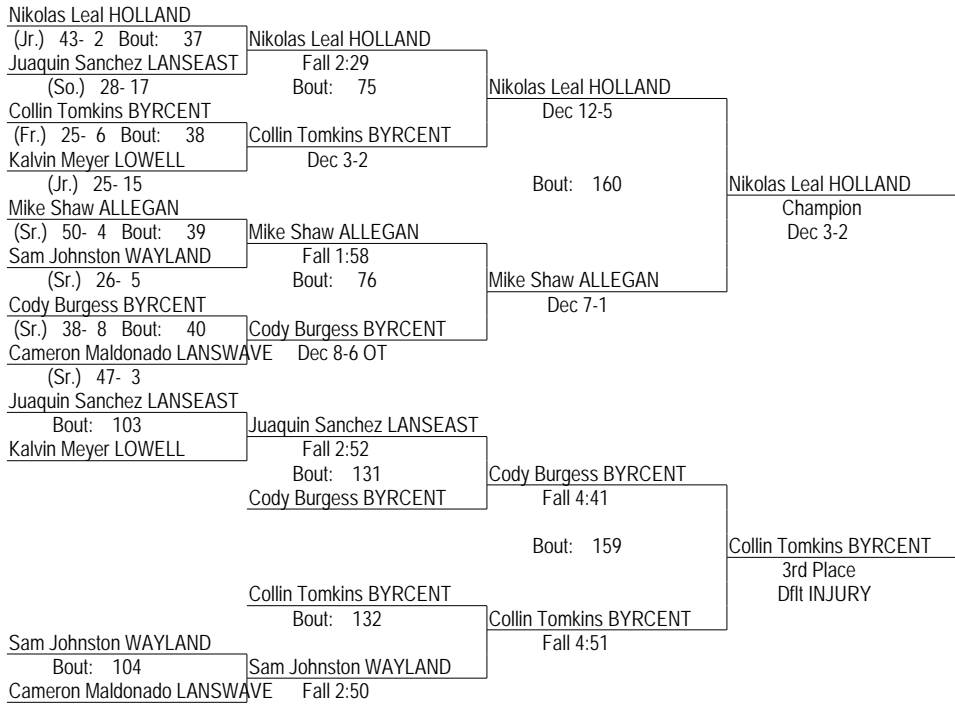 Nikolas Leal HOLLAND
(Jr.) 43- 2 Bout: 37
Nikolas Leal HOLLAND
Juaquin Sanchez LANSEAST
Fall 2:29
(So.) 28- 17
Bout: 75
Nikolas Leal HOLLAND
Collin Tomkins BYRCENT
Dec 12-5
(Fr.) 25- 6 Bout: 38
Collin Tomkins BYRCENT
Kalvin Meyer LOWELL
Dec 3-2
(Jr.) 25- 15
Bout: 160
Nikolas Leal HOLLAND
Mike Shaw ALLEGAN
Champion
(Sr.) 50- 4 Bout: 39
Mike Shaw ALLEGAN
Dec 3-2
Sam Johnston WAYLAND
Fall 1:58
(Sr.) 26- 5
Bout: 76
Mike Shaw ALLEGAN
Cody Burgess BYRCENT
Dec 7-1
(Sr.) 38- 8 Bout: 40
Cody Burgess BYRCENT
Cameron Maldonado LANSWAVE
Dec 8-6 OT
(Sr.) 47- 3
Juaquin Sanchez LANSEAST
Bout: 103
Juaquin Sanchez LANSEAST
Kalvin Meyer LOWELL
Fall 2:52
Bout: 131
Cody Burgess BYRCENT
Cody Burgess BYRCENT
Fall 4:41
Bout: 159
Collin Tomkins BYRCENT
3rd Place
Collin Tomkins BYRCENT
Dflt INJURY
Bout: 132
Collin Tomkins BYRCENT
Sam Johnston WAYLAND
Fall 4:51
Bout: 104
Sam Johnston WAYLAND
Cameron Maldonado LANSWAVE
Fall 2:50